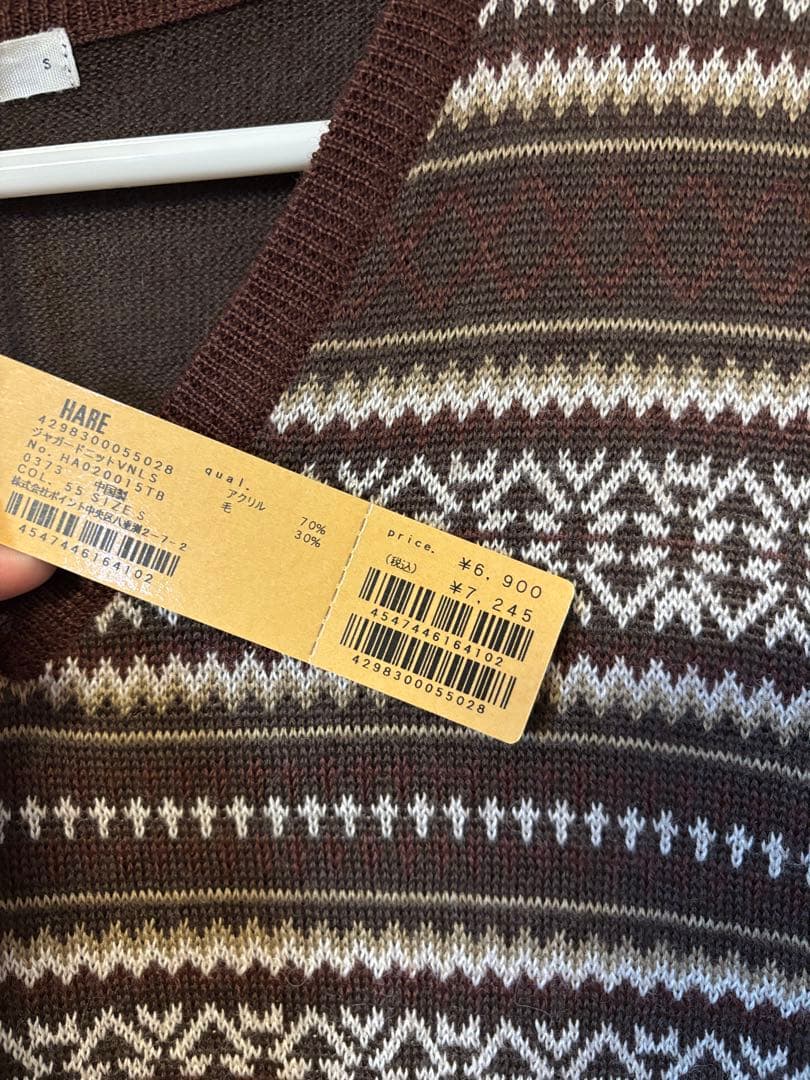 S
HARE
4298300055028
ジャガードニットVNLS
No. HA020015TB
0373 中国製
COL. 55 SIZE S
株式会社ポイント中央区八重洲2-7-2
4547446164102
qual.
アクリル 70%
毛 30%
price. ¥6,900
(税込) ¥7,245
4547446164102
4298300055028